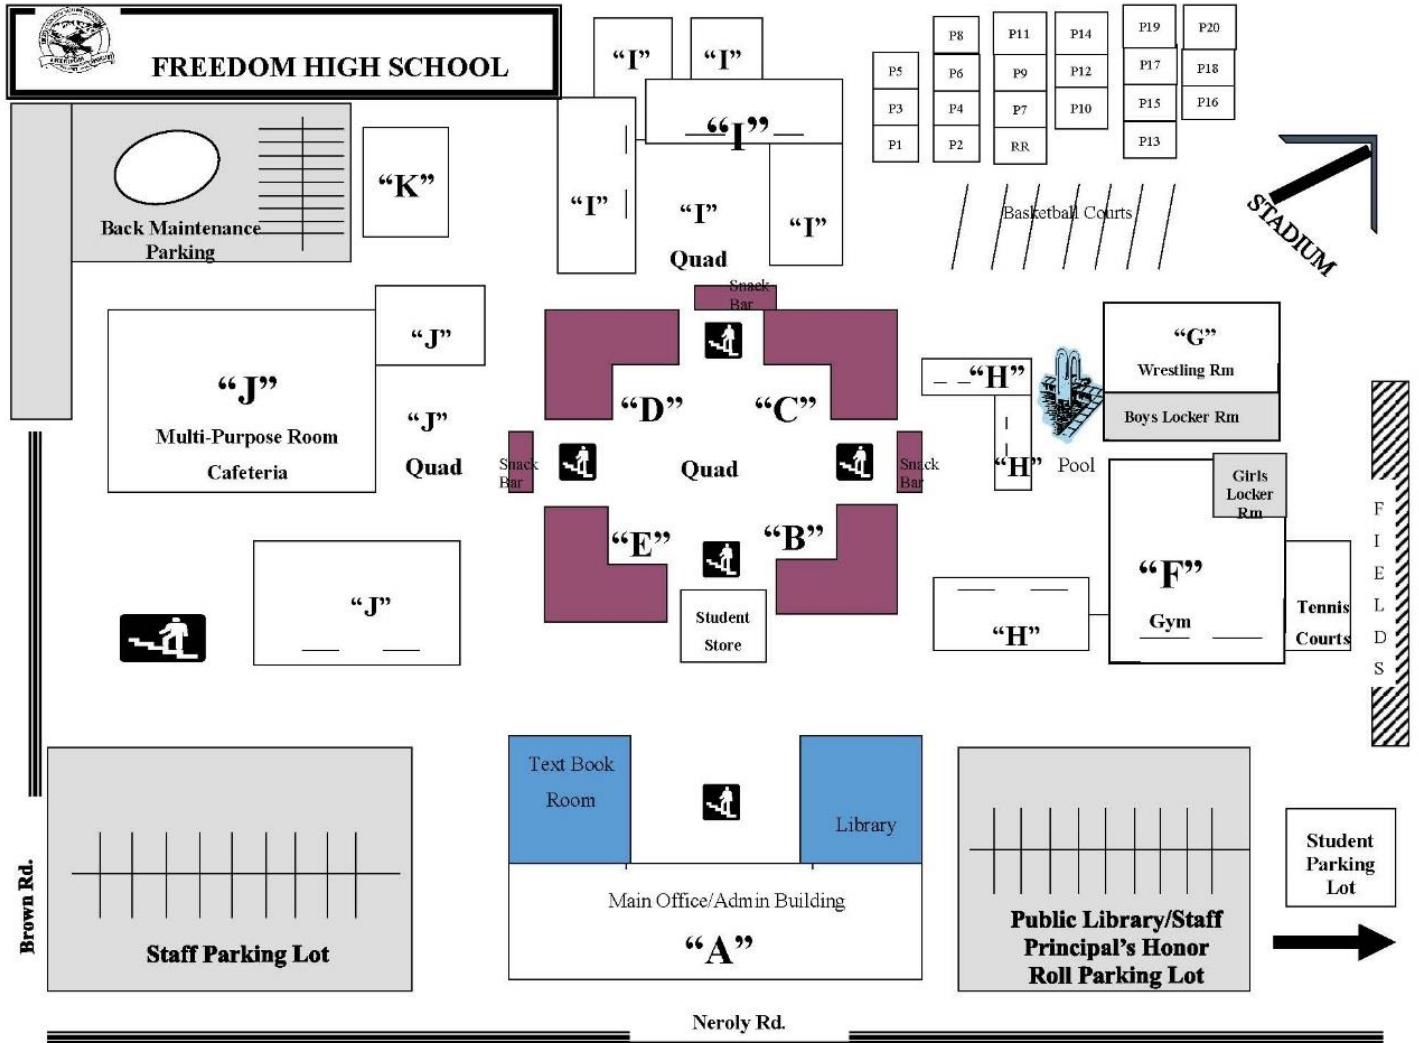 FREEDOM HIGH SCHOOL
“I”
“I”
“I”
“I”
“I”
“I”
Quad
P5
P3
P1
P8
P6
P4
P2
P11
P9
P7
RR
P14
P12
P10
P19
P17
P15
P13
P20
P18
P16
Basketball Courts
STADIUM
Back Maintenance
Parking
“K”
“J”
“J”
Multi-Purpose Room
Cafeteria
“J”
Quad
“J”
Snack
Bar
“D”
“C”
Snack
Bar
Quad
Snack
Bar
“E”
“B”
Student
Store
“H”
“H”
Pool
“H”
“G”
Wrestling Rm
Boys Locker Rm
Girls
Locker
Rm
“F”
Gym
Tennis
Courts
FIELDS
Text Book
Room
Library
Main Office/Admin Building
“A”
Brown Rd.
Staff Parking Lot
Public Library/Staff
Principal’s Honor
Roll Parking Lot
Student
Parking
Lot
Neroly Rd.